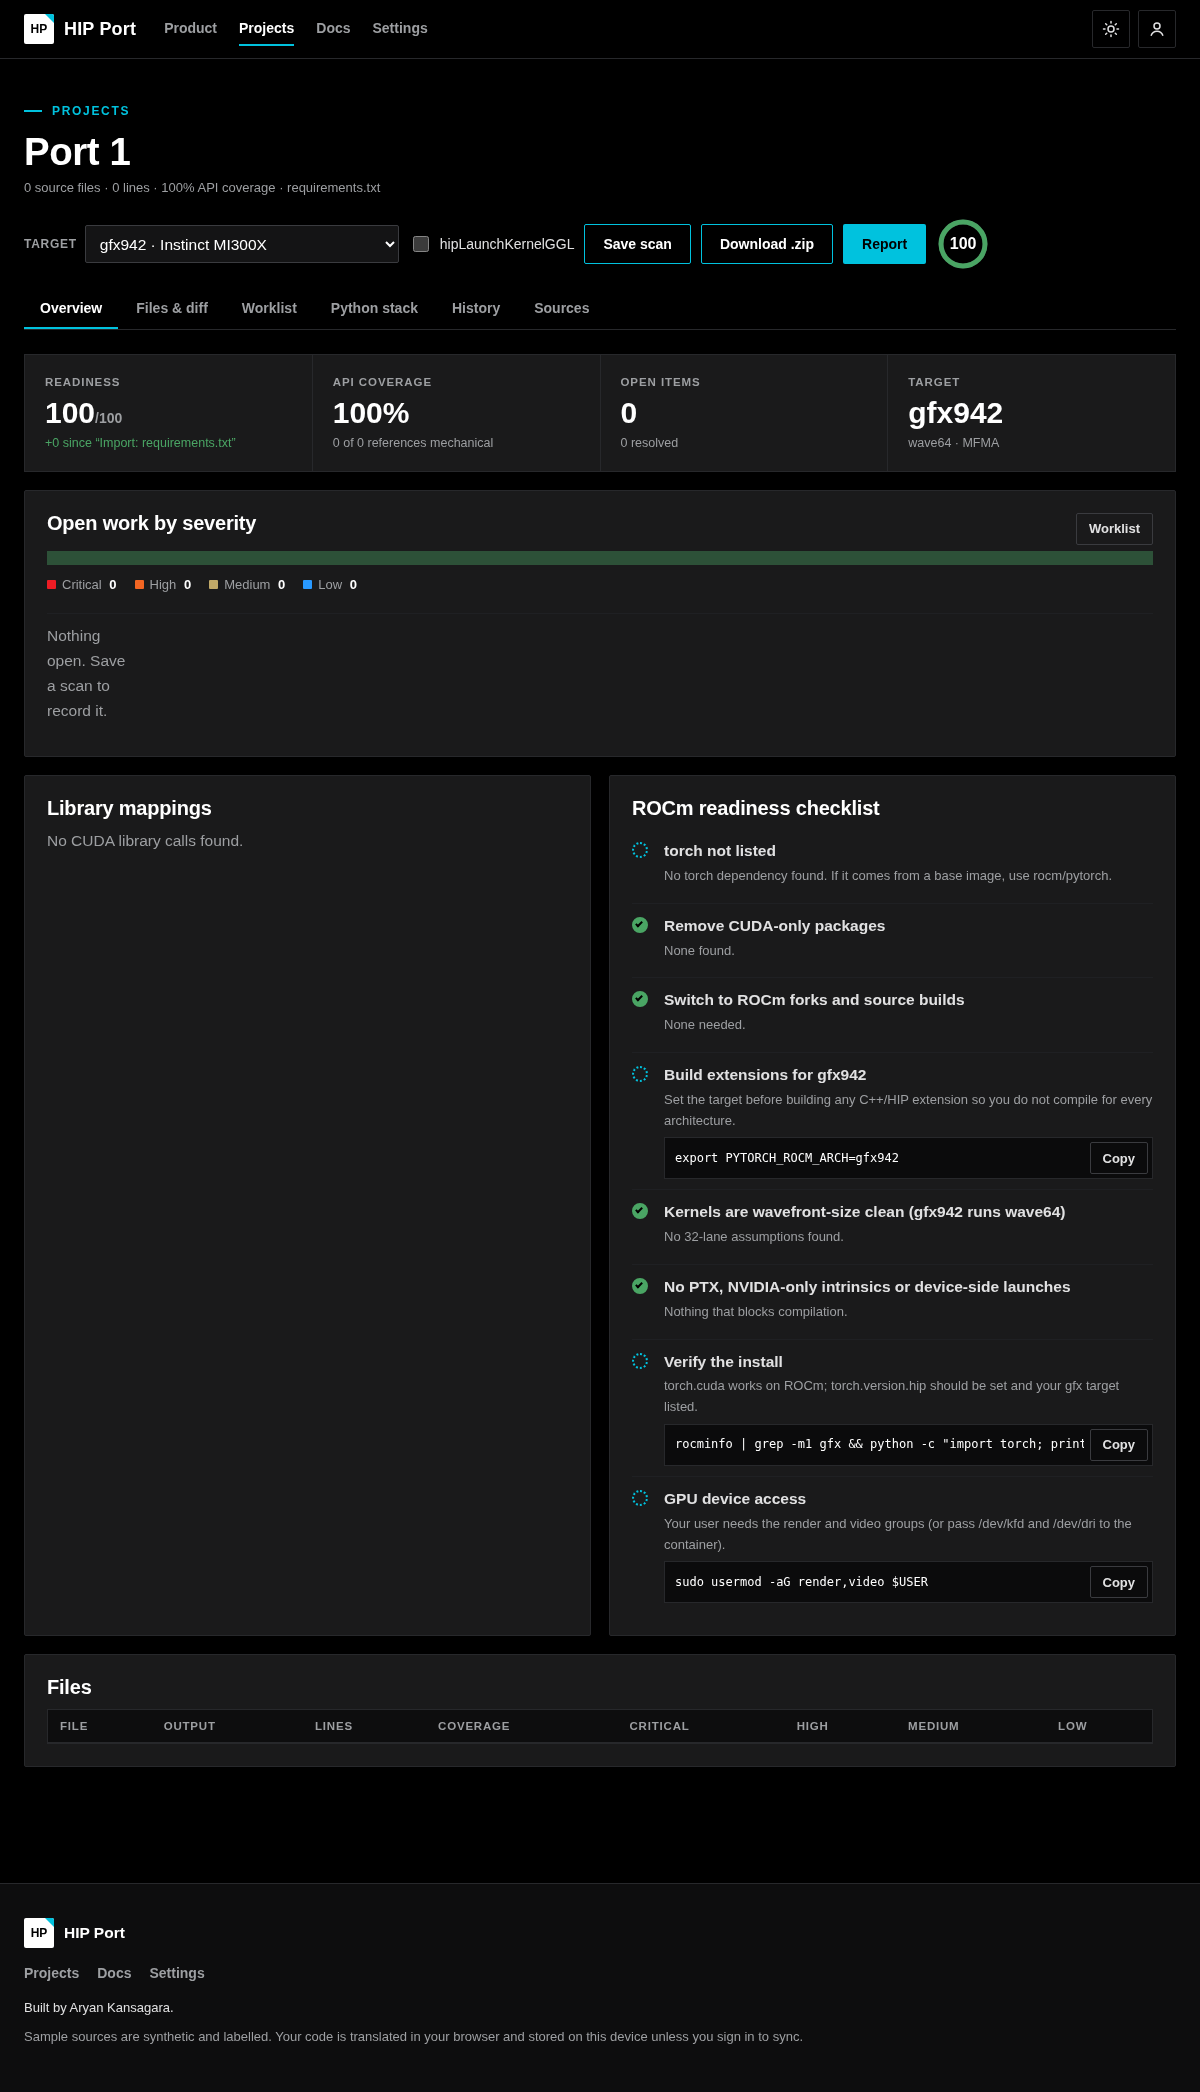 HP HIP Port Product Projects Docs Settings
PROJECTS
Port 1
0 source files · 0 lines · 100% API coverage · requirements.txt
TARGET gfx942 · Instinct MI300X hipLaunchKernelGGL Save scan Download .zip Report 100
Overview Files & diff Worklist Python stack History Sources
READINESS API COVERAGE OPEN ITEMS TARGET
100/100 100% 0 gfx942
+0 since “Import: requirements.txt” 0 of 0 references mechanical 0 resolved wave64 · MFMA
Open work by severity Worklist
Critical 0 High 0 Medium 0 Low 0
Nothing
open. Save
a scan to
record it.
Library mappings
No CUDA library calls found.
ROCm readiness checklist
torch not listed
No torch dependency found. If it comes from a base image, use rocm/pytorch.
Remove CUDA-only packages
None found.
Switch to ROCm forks and source builds
None needed.
Build extensions for gfx942
Set the target before building any C++/HIP extension so you do not compile for every
architecture.
export PYTORCH_ROCM_ARCH=gfx942 Copy
Kernels are wavefront-size clean (gfx942 runs wave64)
No 32-lane assumptions found.
No PTX, NVIDIA-only intrinsics or device-side launches
Nothing that blocks compilation.
Verify the install
torch.cuda works on ROCm; torch.version.hip should be set and your gfx target
listed.
rocminfo | grep -m1 gfx && python -c "import torch; print Copy
GPU device access
Your user needs the render and video groups (or pass /dev/kfd and /dev/dri to the
container).
sudo usermod -aG render,video $USER Copy
Files
FILE OUTPUT LINES COVERAGE CRITICAL HIGH MEDIUM LOW
HP HIP Port
Projects Docs Settings
Built by Aryan Kansagara.
Sample sources are synthetic and labelled. Your code is translated in your browser and stored on this device unless you sign in to sync.